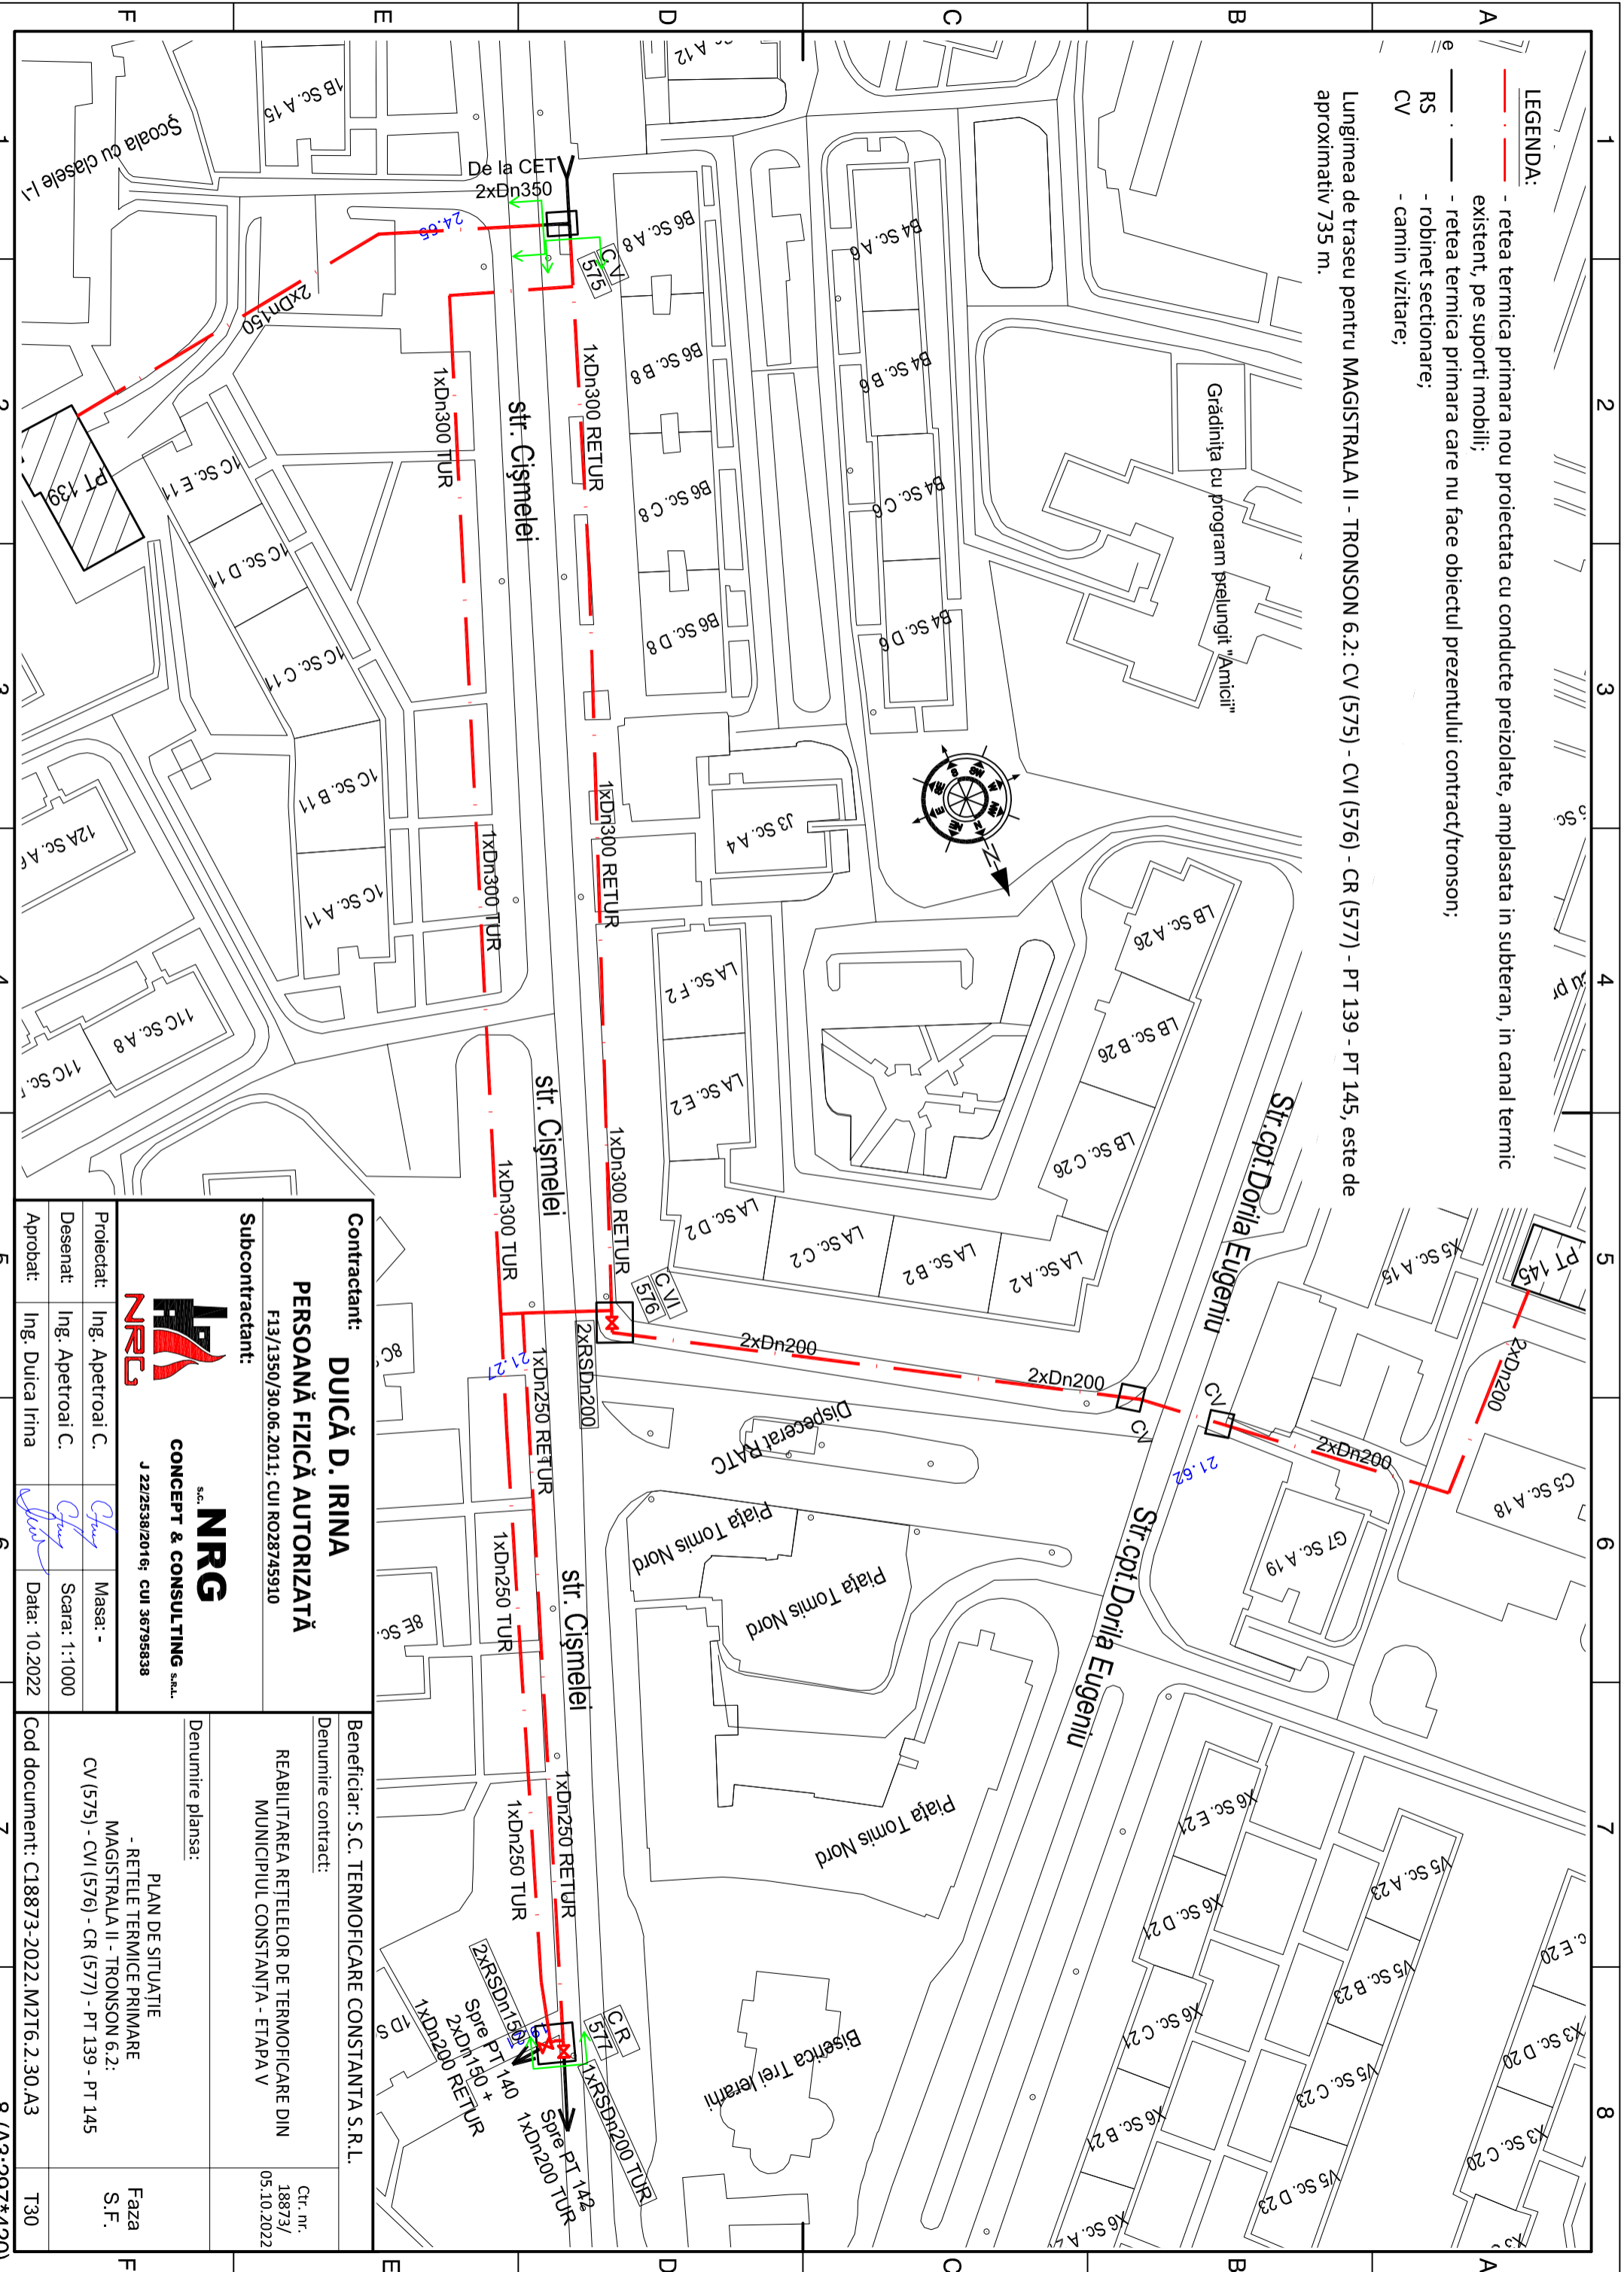 LEGENDA:
- retea termica primara nou proiectata cu conducte preizolate, amplasata in subteran, in canal termic
existent, pe suporti mobili;
- retea termica primara care nu face obiectul prezentului contract/tronson;
RS - robinet sectionare;
CV - camin vizitare;
Lungimea de traseu pentru MAGISTRALA II - TRONSON 6.2: CV (575) - CVI (576) - CR (577) - PT 139 - PT 145, este de
aproximativ 735 m.
1
2
3
4
5
6
7
8
A
B
C
D
E
F
Grădinița cu program prelungit "Amicii"
B4 Sc. A 6
B4 Sc. B 6
B4 Sc. C 6
B4 Sc. D 6
B6 Sc. A 8
B6 Sc. B 8
B6 Sc. C 8
B6 Sc. D 8
J3 Sc. A 4
LB Sc. A 26
LB Sc. B 26
LB Sc. C 26
LA Sc. F 2
LA Sc. E 2
LA Sc. D 2
LA Sc. C 2
LA Sc. B 2
LA Sc. A 2
X5 Sc. A 15
PT 145
2xDn200
C5 Sc. A 18
G7 Sc. A 19
2xDn200
21.62
CV
CV
2xDn200
2xDn200
Str.cpt.Dorila Eugeniu
Str.cpt.Dorila Eugeniu
Dispecerat RATC
Piața Tomis Nord
Piața Tomis Nord
Piața Tomis Nord
Biserica Trei Ierarhi
X6 Sc. E 21
X6 Sc. D 21
X6 Sc. C 21
X6 Sc. B 21
V5 Sc. A 23
V5 Sc. B 23
V5 Sc. C 23
V5 Sc. D 23
X3 Sc. D 20
X3 Sc. C 20
De la CET
2xDn350
C V
575
24.65
2xDn150
PT 139
1B Sc. A 15
1C Sc. E 11
1C Sc. D 11
1C Sc. C 11
1C Sc. B 11
1C Sc. A 11
11C Sc. A 8
str. Cișmelei
str. Cișmelei
str. Cișmelei
1xDn300 RETUR
1xDn300 RETUR
1xDn300 RETUR
1xDn300 TUR
1xDn300 TUR
1xDn300 TUR
C VI
576
2xRSDn200
21.27
1xDn250 RETUR
1xDn250 TUR
1xDn250 RETUR
1xDn250 TUR
C R
577
1xRSDn200 TUR
2xRSDn150
Spre PT 140
2xDn150 +
1xDn200 RETUR
Spre PT 142
1xDn200 TUR
Contractant:
DUICĂ D. IRINA
PERSOANĂ FIZICĂ AUTORIZATĂ
F13/1350/30.06.2011; CUI RO28745910
Subcontractant:
NRG
s.c. NRG
CONCEPT & CONSULTING s.r.l.
J 22/2538/2016; CUI 36795838
Proiectat: Ing. Apetroai C. Masa: -
Desenat: Ing. Apetroai C. Scara: 1:1000
Aprobat: Ing. Duica Irina Data: 10.2022
Beneficiar: S.C. TERMOFICARE CONSTANTA S.R.L.
Denumire contract:
REABILITAREA REȚELELOR DE TERMOFICARE DIN
MUNICIPIUL CONSTANȚA - ETAPA V
Ctr. nr.
18873/
05.10.2022
Denumire plansa:
PLAN DE SITUAȚIE
- RETELE TERMICE PRIMARE
MAGISTRALA II - TRONSON 6.2:
CV (575) - CVI (576) - CR (577) - PT 139 - PT 145
Faza
S.F.
Cod document: C18873-2022.M2T6.2.30.A3
T30